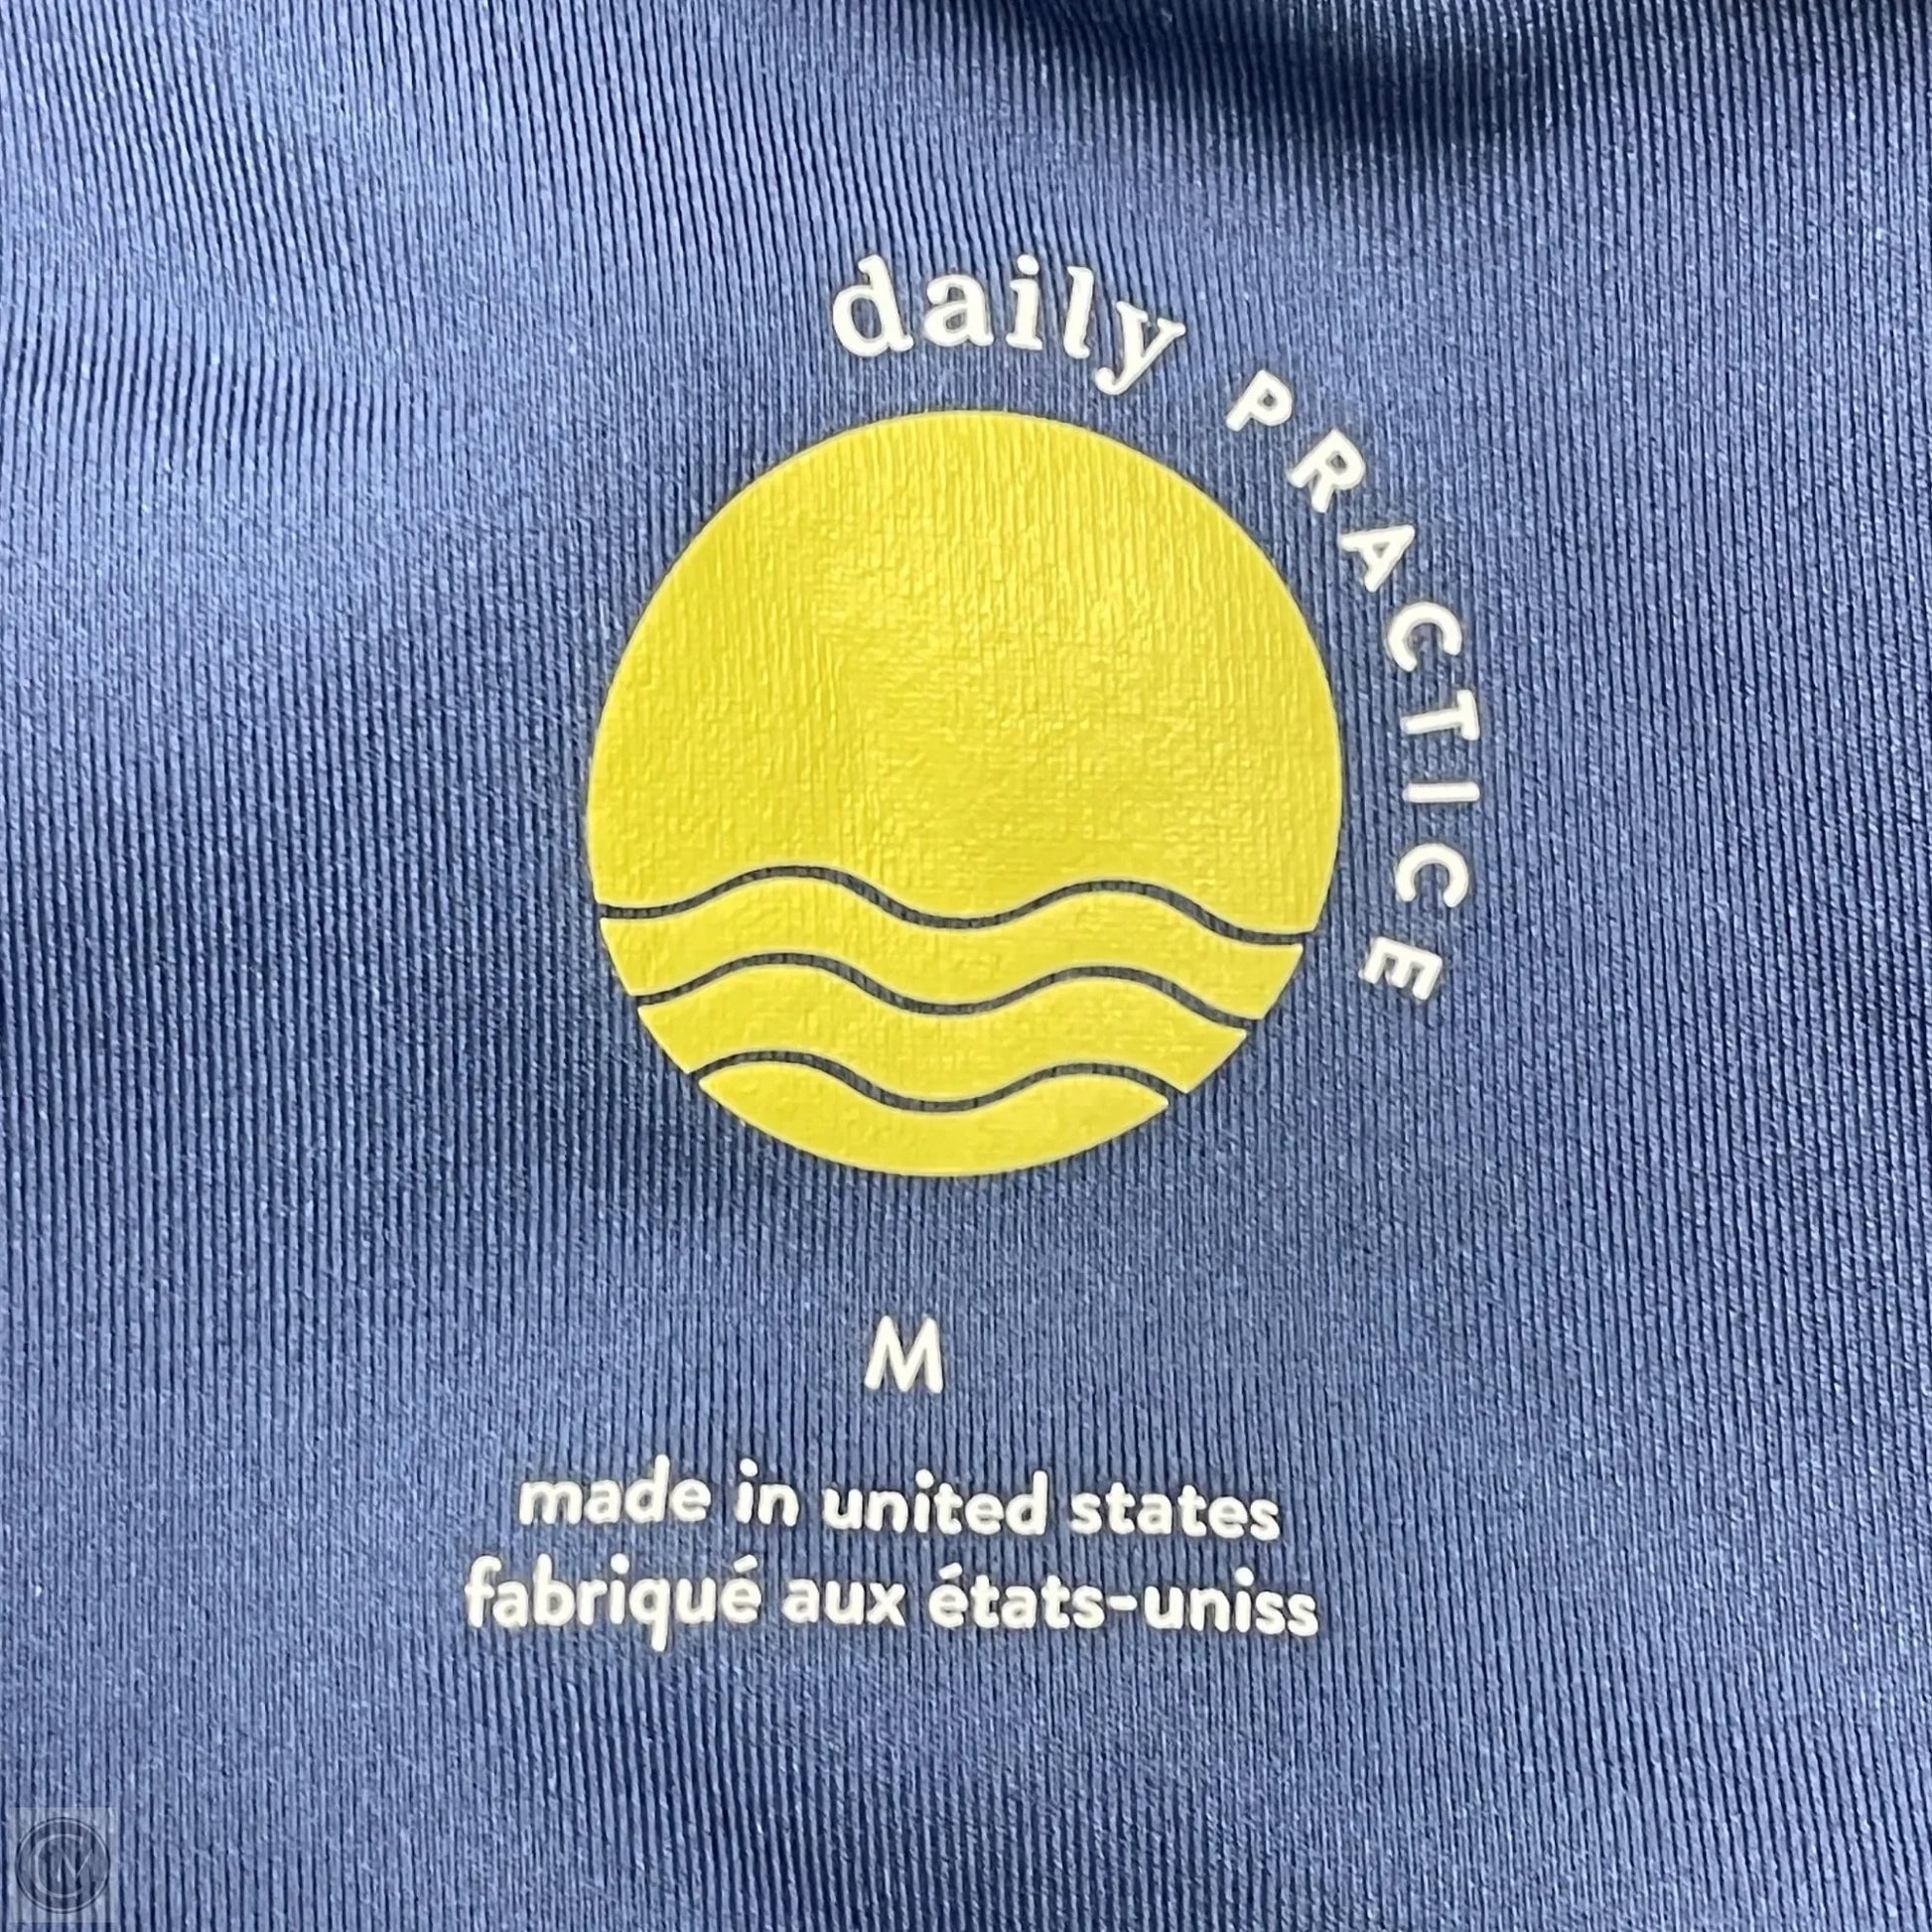 daily PRACTICE
M
made in united states
fabriqué aux états-uniss